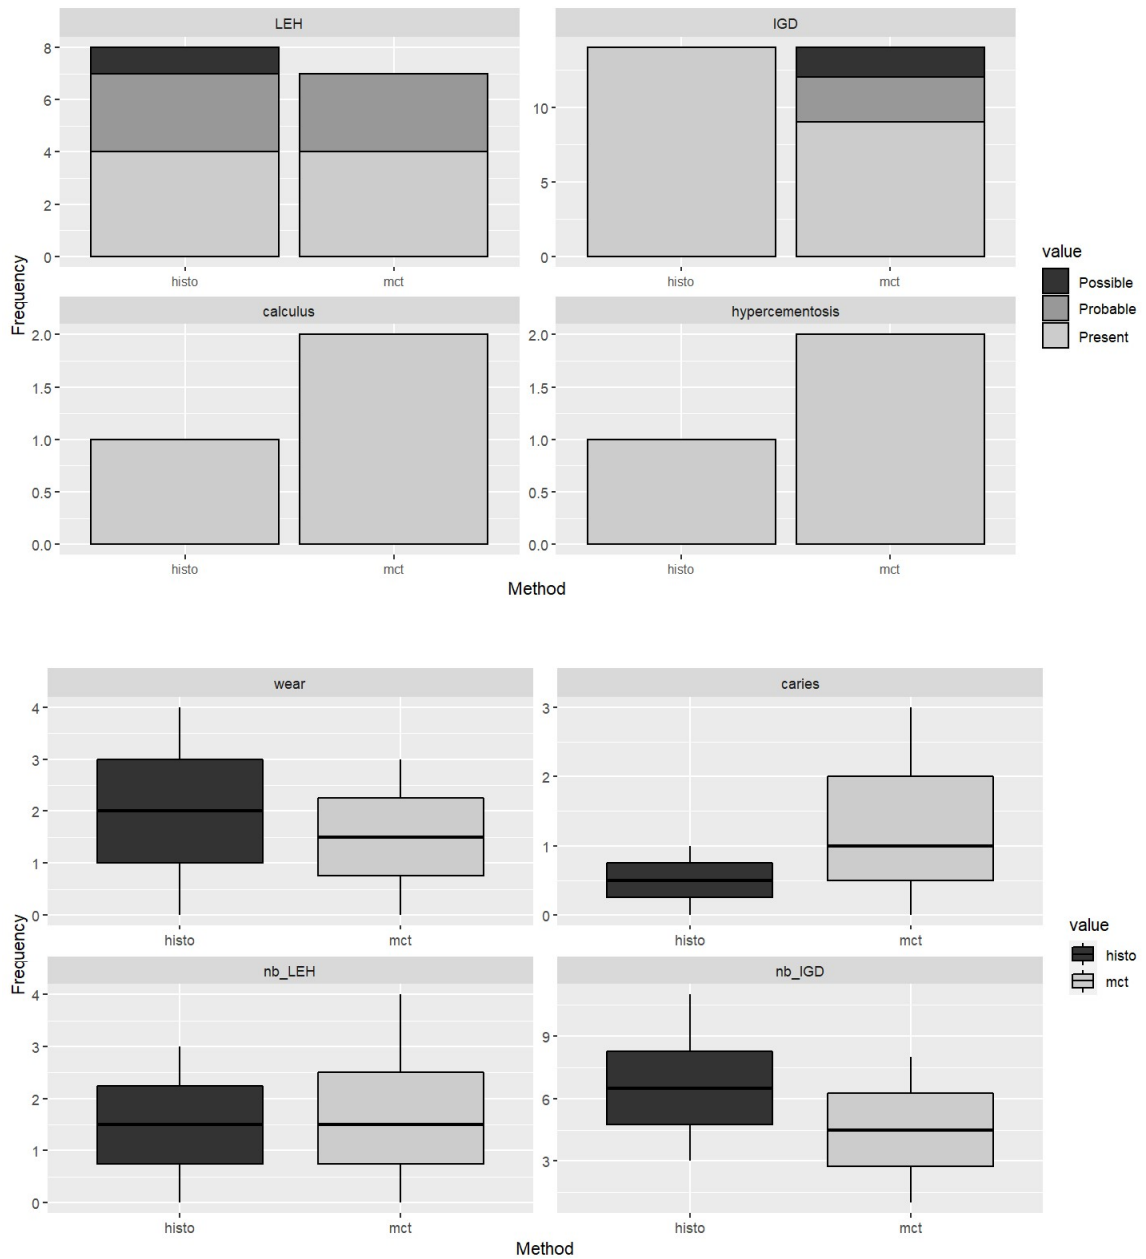 LEH
IGD
8
6
4
2
0
10
5
0
histo
mct
histo
mct
Frequency
calculus
hypercementosis
2.0
1.5
1.0
0.5
0.0
2.0
1.5
1.0
0.5
0.0
histo
mct
histo
mct
Method
value
Possible
Probable
Present
wear
caries
4
3
2
1
0
3
2
1
0
histo
mct
histo
mct
Frequency
nb_LEH
nb_IGD
4
3
2
1
0
9
6
3
histo
mct
histo
mct
Method
value
histo
mct